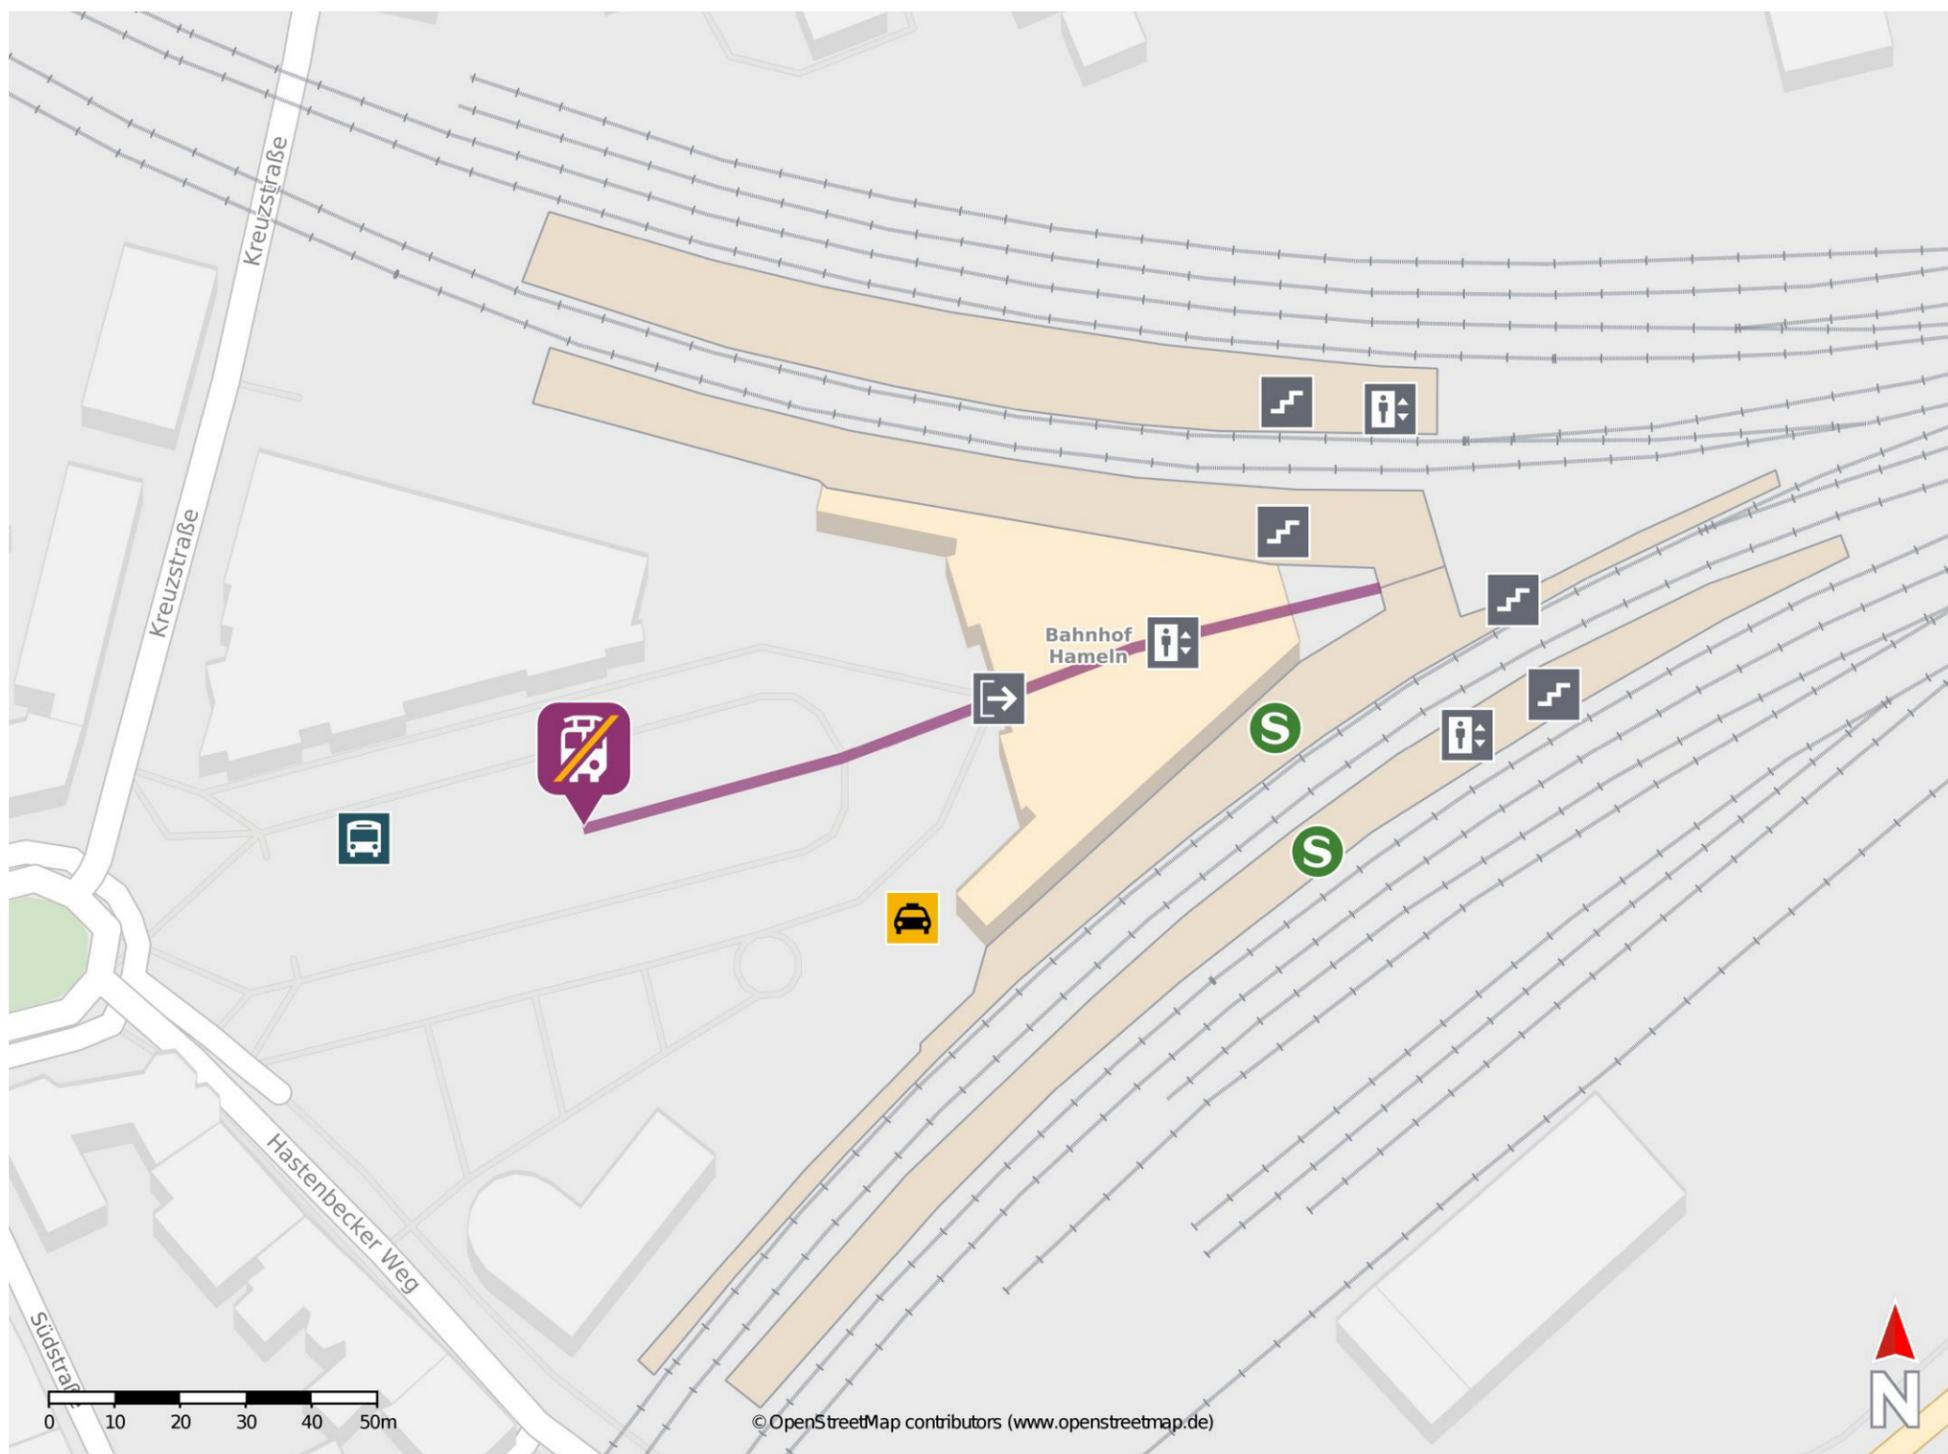 Kreuzstraße
Kreuzstraße
Bahnhof
Hameln
S
S
Hastenbecker Weg
Südstraße
0 10 20 30 40 50m
©OpenStreetMap contributors (www.openstreetmap.de)
N